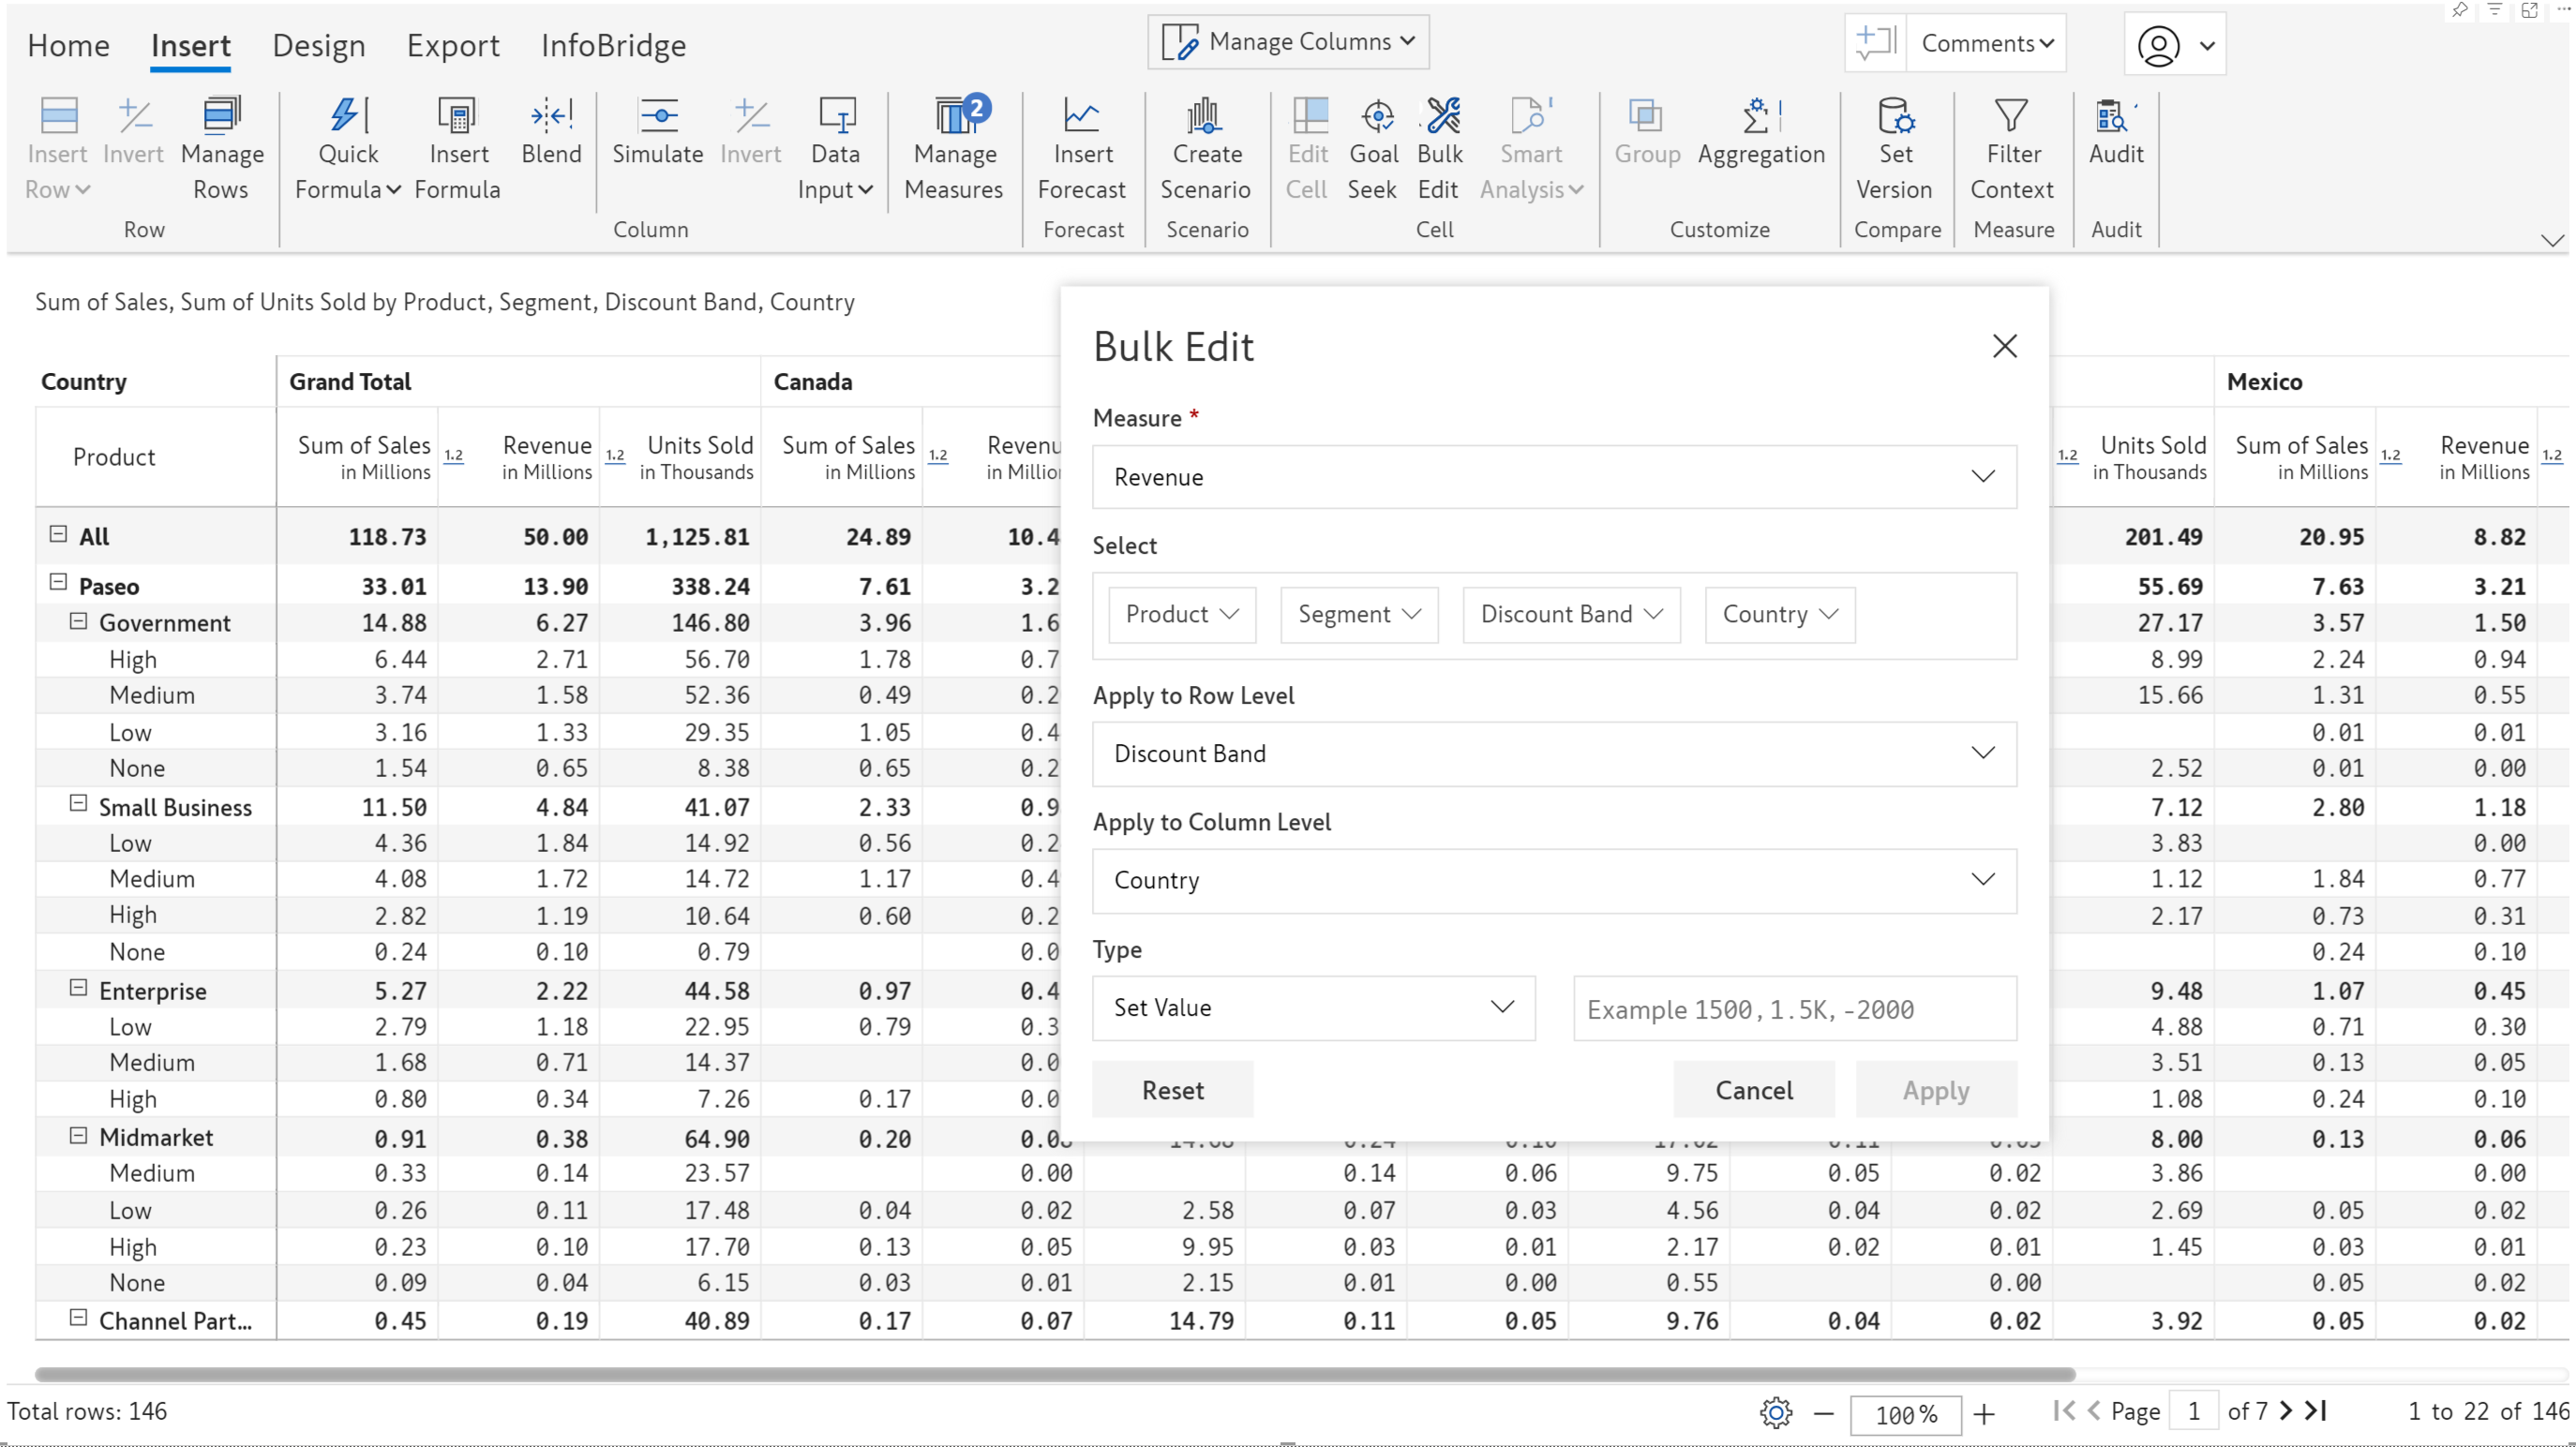 Home Insert Design Export InfoBridge Manage Columns Comments
Insert Row Invert Manage Rows Quick Formula Insert Formula Blend Simulate Invert Data Input Manage Measures 2 Insert Forecast Create Scenario Edit Cell Goal Seek Bulk Edit Smart Analysis Group Aggregation Set Version Filter Context Audit
Row Column Forecast Scenario Cell Customize Compare Measure Audit
Sum of Sales, Sum of Units Sold by Product, Segment, Discount Band, Country
Country Grand Total Canada Mexico
Product Sum of Sales 1.2 Revenue 1.2 Units Sold Sum of Sales 1.2 1.2 Units Sold Sum of Sales 1.2 Revenue 1.2
in Millions in Millions in Thousands in Millions in Thousands in Millions in Millions
All 118.73 50.00 1,125.81 24.89 10.4 201.49 20.95 8.82
Paseo 33.01 13.90 338.24 7.61 3.2 55.69 7.63 3.21
Government 14.88 6.27 146.80 3.96 1.6 27.17 3.57 1.50
High 6.44 2.71 56.70 1.78 0.7 8.99 2.24 0.94
Medium 3.74 1.58 52.36 0.49 0.2 15.66 1.31 0.55
Low 3.16 1.33 29.35 1.05 0.4 0.01 0.01
None 1.54 0.65 8.38 0.65 0.2 2.52 0.01 0.00
Small Business 11.50 4.84 41.07 2.33 0.9 7.12 2.80 1.18
Low 4.36 1.84 14.92 0.56 0.2 3.83 0.00
Medium 4.08 1.72 14.72 1.17 0.4 1.12 1.84 0.77
High 2.82 1.19 10.64 0.60 0.2 2.17 0.73 0.31
None 0.24 0.10 0.79 0.0 0.24 0.10
Enterprise 5.27 2.22 44.58 0.97 0.4 9.48 1.07 0.45
Low 2.79 1.18 22.95 0.79 0.3 4.88 0.71 0.30
Medium 1.68 0.71 14.37 0.0 3.51 0.13 0.05
High 0.80 0.34 7.26 0.17 0.0 1.08 0.24 0.10
Midmarket 0.91 0.38 64.90 0.20 8.00 0.13 0.06
Medium 0.33 0.14 23.57 0.00 0.14 0.06 9.75 0.05 0.02 3.86 0.00
Low 0.26 0.11 17.48 0.04 0.02 2.58 0.07 0.03 4.56 0.04 0.02 2.69 0.05 0.02
High 0.23 0.10 17.70 0.13 0.05 9.95 0.03 0.01 2.17 0.02 0.01 1.45 0.03 0.01
None 0.09 0.04 6.15 0.03 0.01 2.15 0.01 0.00 0.55 0.00 0.05 0.02
Channel Part... 0.45 0.19 40.89 0.17 0.07 14.79 0.11 0.05 9.76 0.04 0.02 3.92 0.05 0.02
Bulk Edit
Measure *
Revenue
Select
Product Segment Discount Band Country
Apply to Row Level
Discount Band
Apply to Column Level
Country
Type
Set Value Example 1500, 1.5K, -2000
Reset Cancel Apply
Total rows: 146 100% Page 1 of 7 1 to 22 of 146